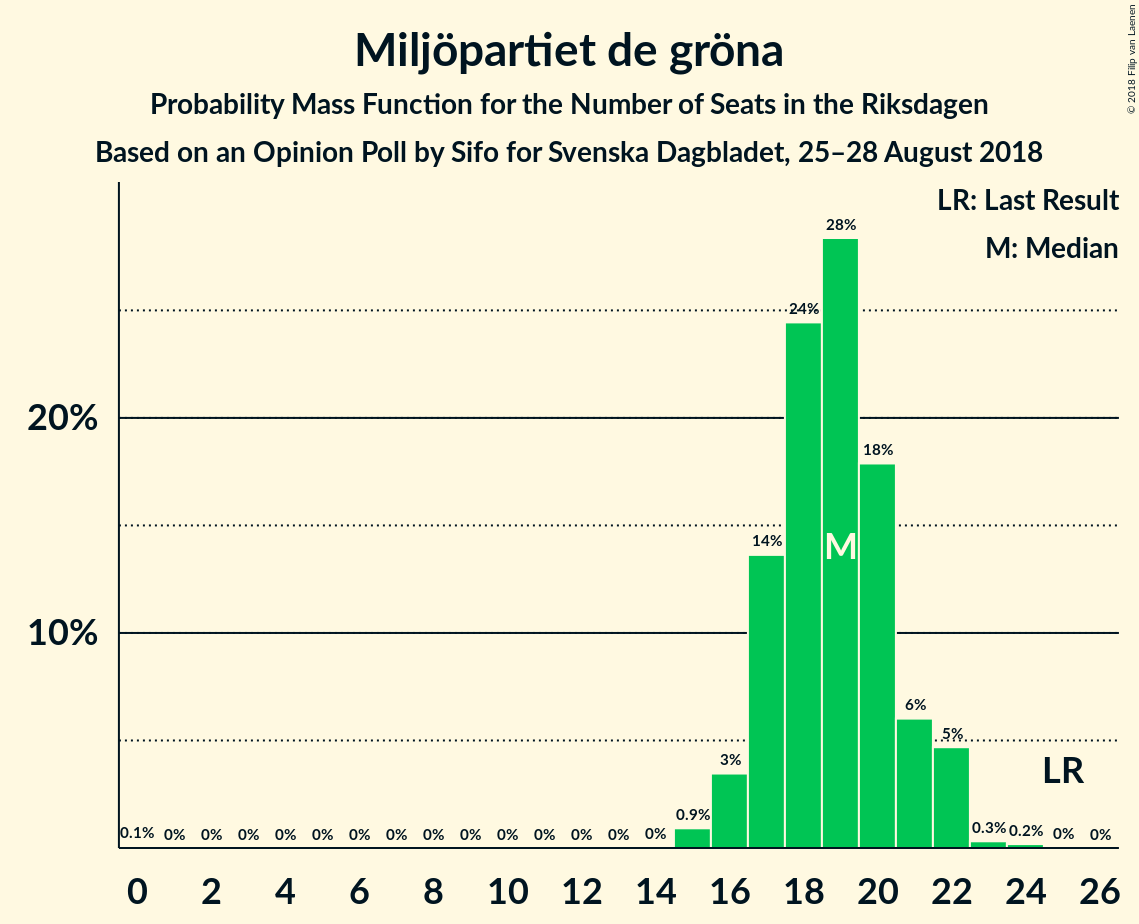 Miljöpartiet de gröna
Probability Mass Function for the Number of Seats in the Riksdagen
Based on an Opinion Poll by Sifo for Svenska Dagbladet, 25–28 August 2018
© 2018 Filip van Laenen
LR: Last Result
M: Median
28%
24%
20%
18%
14%
M
10%
6%
5%
3%
LR
0.9%
0.1% 0% 0% 0% 0% 0% 0% 0% 0% 0% 0% 0% 0% 0% 0% 0.3% 0.2% 0% 0%
0 2 4 6 8 10 12 14 16 18 20 22 24 26